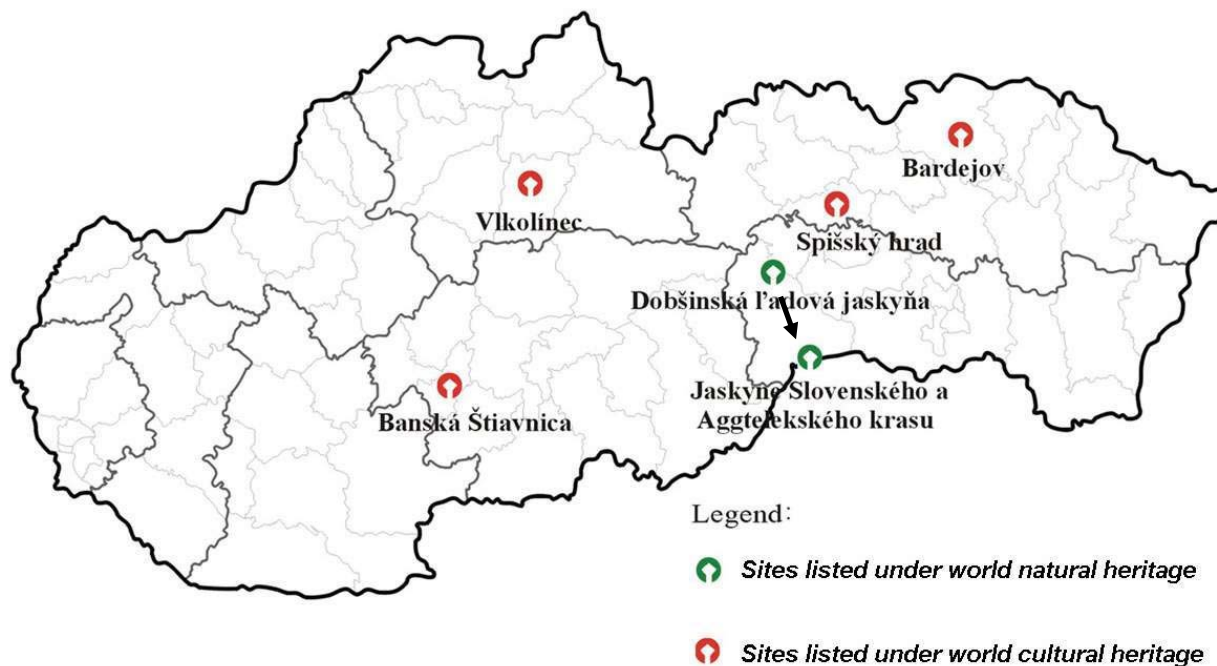 Bardejov
Vlkolínec
Spišský hrad
Dobšinská ľadová jaskyňa
Jaskyne Slovenského a
Aggtelekského krasu
Banská Štiavnica
Legend:
Sites listed under world natural heritage
Sites listed under world cultural heritage